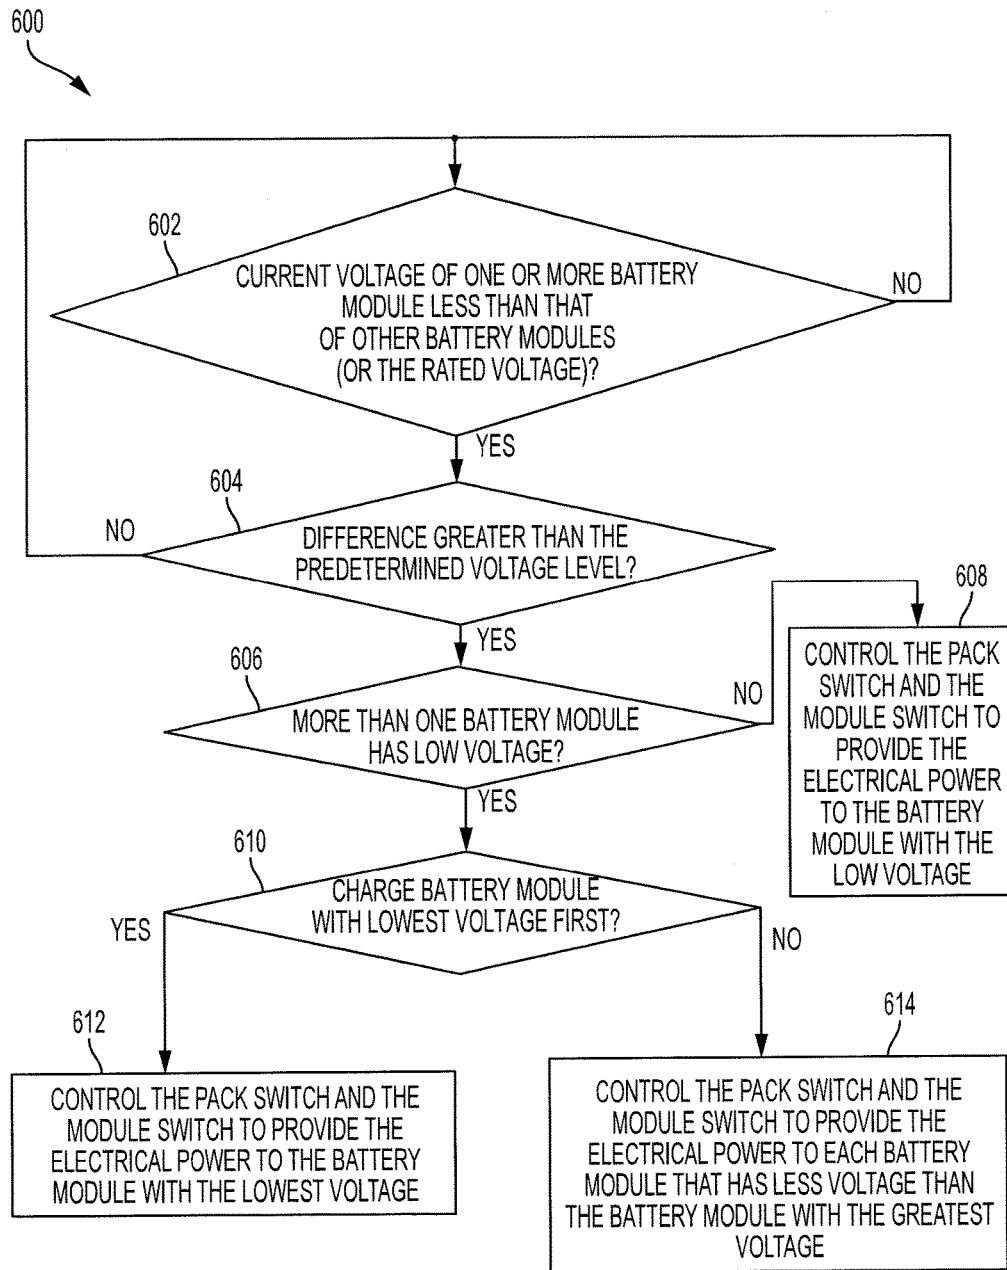 600
602
CURRENT VOLTAGE OF ONE OR MORE BATTERY
MODULE LESS THAN THAT
OF OTHER BATTERY MODULES
(OR THE RATED VOLTAGE)?
NO
YES
604
NO
DIFFERENCE GREATER THAN THE
PREDETERMINED VOLTAGE LEVEL?
YES
606
MORE THAN ONE BATTERY MODULE
HAS LOW VOLTAGE?
NO
608
CONTROL THE PACK
SWITCH AND THE
MODULE SWITCH TO
PROVIDE THE
ELECTRICAL POWER
TO THE BATTERY
MODULE WITH THE
LOW VOLTAGE
YES
610
CHARGE BATTERY MODULE
WITH LOWEST VOLTAGE FIRST?
YES
NO
612
CONTROL THE PACK SWITCH AND THE
MODULE SWITCH TO PROVIDE THE
ELECTRICAL POWER TO THE BATTERY
MODULE WITH THE LOWEST VOLTAGE
614
CONTROL THE PACK SWITCH AND THE
MODULE SWITCH TO PROVIDE THE
ELECTRICAL POWER TO EACH BATTERY
MODULE THAT HAS LESS VOLTAGE THAN
THE BATTERY MODULE WITH THE GREATEST
VOLTAGE